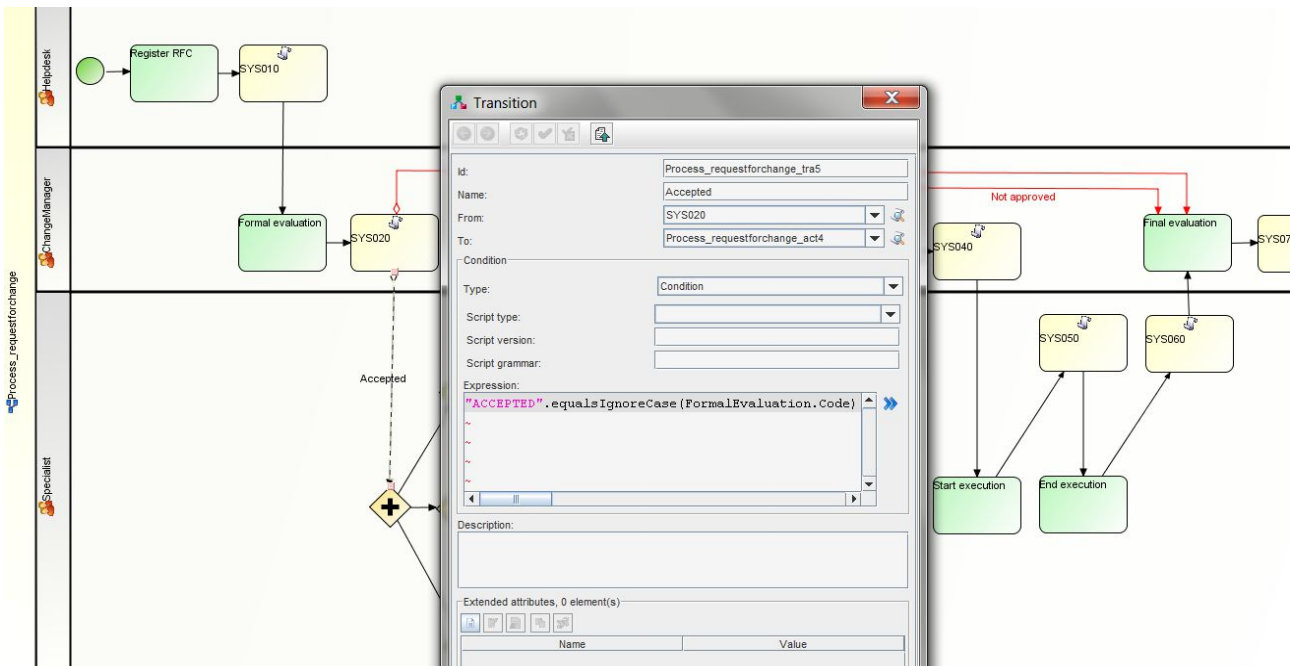 Process_requestforchange
Helpdesk
Register RFC
SYS010
ChangeManager
Formal evaluation
SYS020
Accepted
Specialist
Transition
Id:
Process_requestforchange_tra5
Name:
Accepted
From:
SYS020
To:
Process_requestforchange_act4
Condition
Type:
Condition
Script type:
Script version:
Script grammar:
Expression:
"ACCEPTED".equalsIgnoreCase(FormalEvaluation.Code)
~
~
~
~
Description:
Extended attributes, 0 element(s)
Name
Value
Not approved
SYS040
Final evaluation
SYS07
SYS050
SYS060
Start execution
End execution